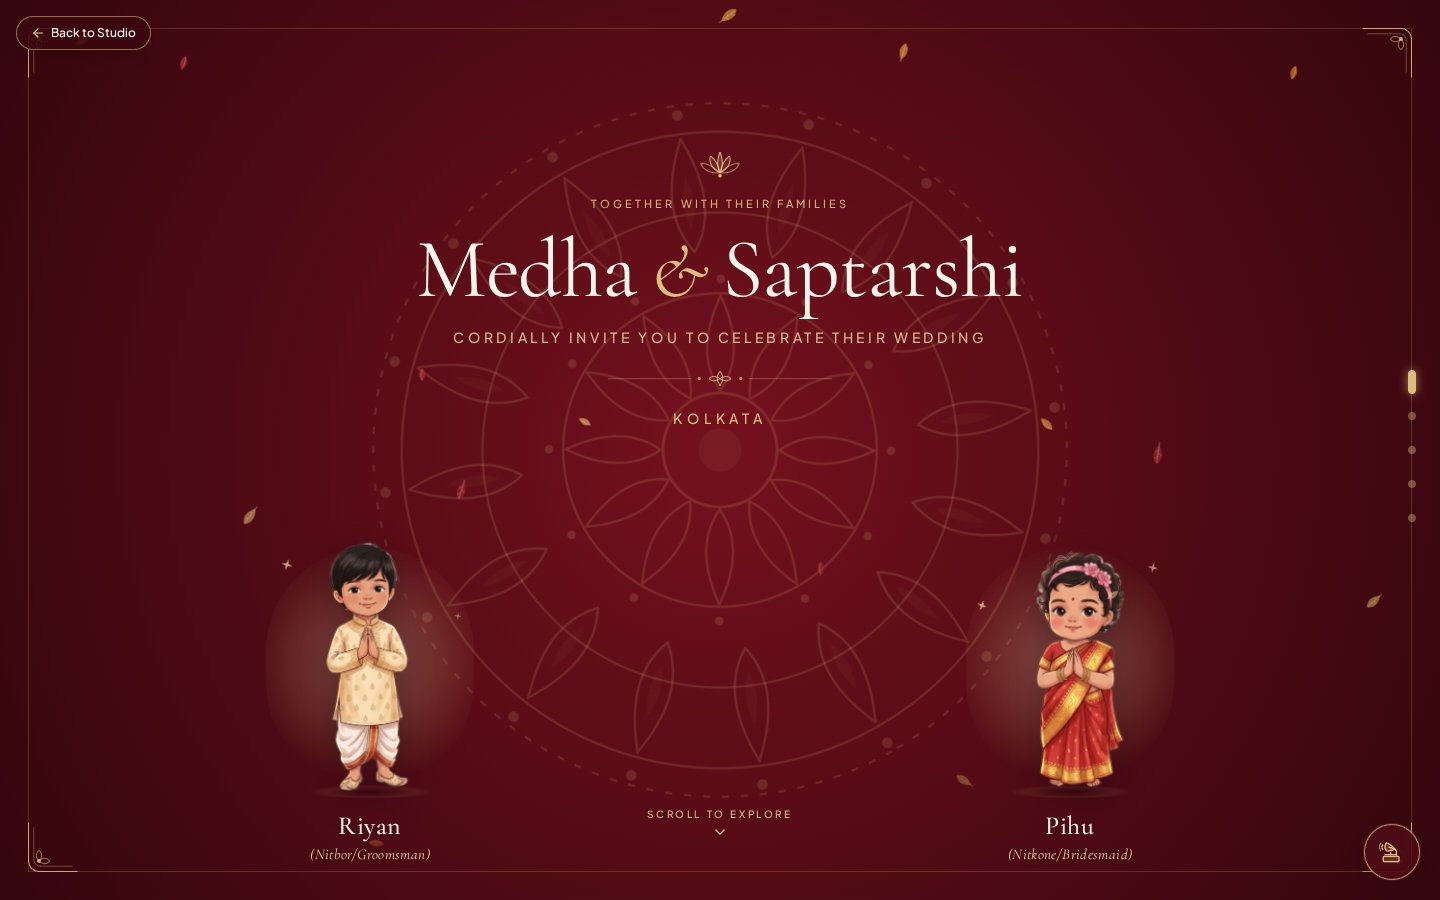 Back to Studio
TOGETHER WITH THEIR FAMILIES
Medha & Saptarshi
CORDIALLY INVITE YOU TO CELEBRATE THEIR WEDDING
KOLKATA
SCROLL TO EXPLORE
Riyan
(Nitbor/Groomsman)
Pihu
(Nitkone/Bridesmaid)